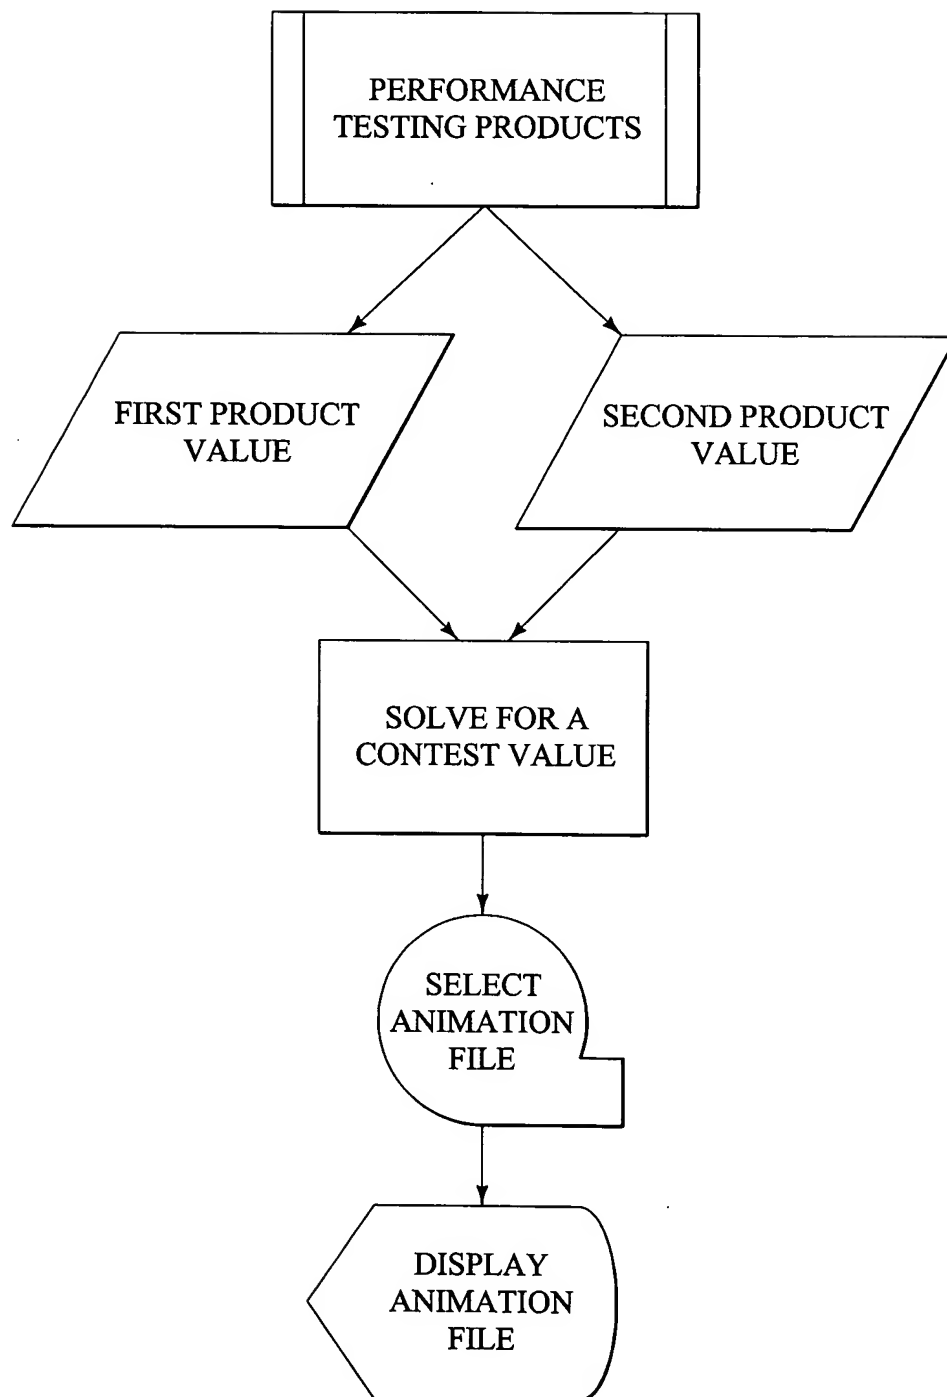 PERFORMANCE
TESTING PRODUCTS
FIRST PRODUCT
VALUE
SECOND PRODUCT
VALUE
SOLVE FOR A
CONTEST VALUE
SELECT
ANIMATION
FILE
DISPLAY
ANIMATION
FILE